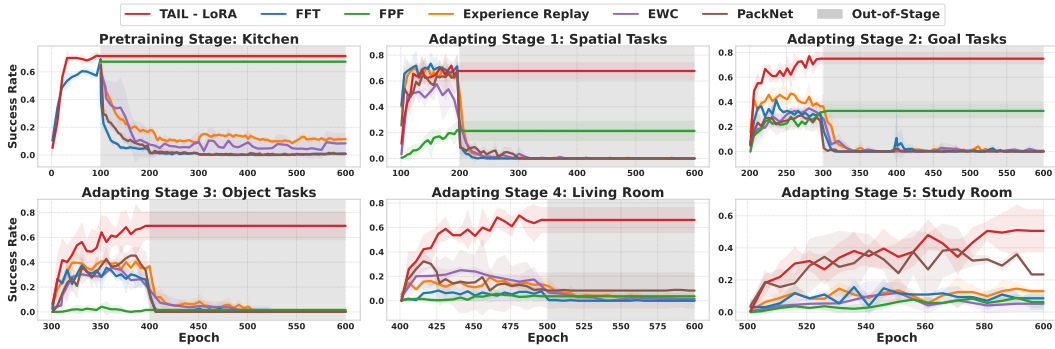 TAIL - LoRA FFT FPF Experience Replay EWC PackNet Out-of-Stage
Pretraining Stage: Kitchen
Success Rate
0.6
0.4
0.2
0.0
0 100 200 300 400 500 600
Adapting Stage 1: Spatial Tasks
0.8
0.6
0.4
0.2
0.0
100 200 300 400 500 600
Adapting Stage 2: Goal Tasks
0.8
0.6
0.4
0.2
0.0
200 300 400 500 600
Adapting Stage 3: Object Tasks
Success Rate
0.8
0.6
0.4
0.2
0.0
300 350 400 450 500 550 600
Epoch
Adapting Stage 4: Living Room
0.6
0.4
0.2
0.0
400 425 450 475 500 525 550 575 600
Epoch
Adapting Stage 5: Study Room
0.6
0.4
0.2
0.0
500 520 540 560 580 600
Epoch